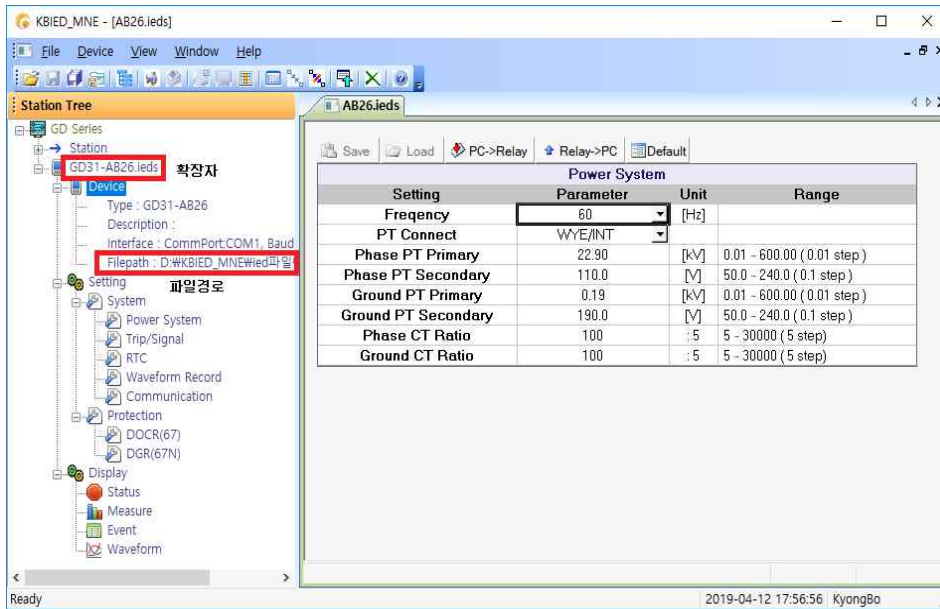 KBIED_MNE - [AB26.ieds]
File Device View Window Help
Station Tree
AB26.ieds
GD Series
Station
GD31-AB26.ieds 확장자
Device
Type : GD31-AB26
Description :
Interface : CommPort:COM1, Baud
Filepath : D:₩KBIED_MNE₩ied파일
파일경로
Setting
System
Power System
Trip/Signal
RTC
Waveform Record
Communication
Protection
DOCR(67)
DGR(67N)
Display
Status
Measure
Event
Waveform
Save Load PC->Relay Relay->PC Default
Power System
Setting Parameter Unit Range
Freqency 60 [Hz]
PT Connect WYE/INT
Phase PT Primary 22.90 [kV] 0.01 - 600.00 ( 0.01 step )
Phase PT Secondary 110.0 [V] 50.0 - 240.0 ( 0.1 step )
Ground PT Primary 0.19 [kV] 0.01 - 600.00 ( 0.01 step )
Ground PT Secondary 190.0 [V] 50.0 - 240.0 ( 0.1 step )
Phase CT Ratio 100 : 5 5 - 30000 ( 5 step)
Ground CT Ratio 100 : 5 5 - 30000 ( 5 step)
Ready 2019-04-12 17:56:56 KyongBo